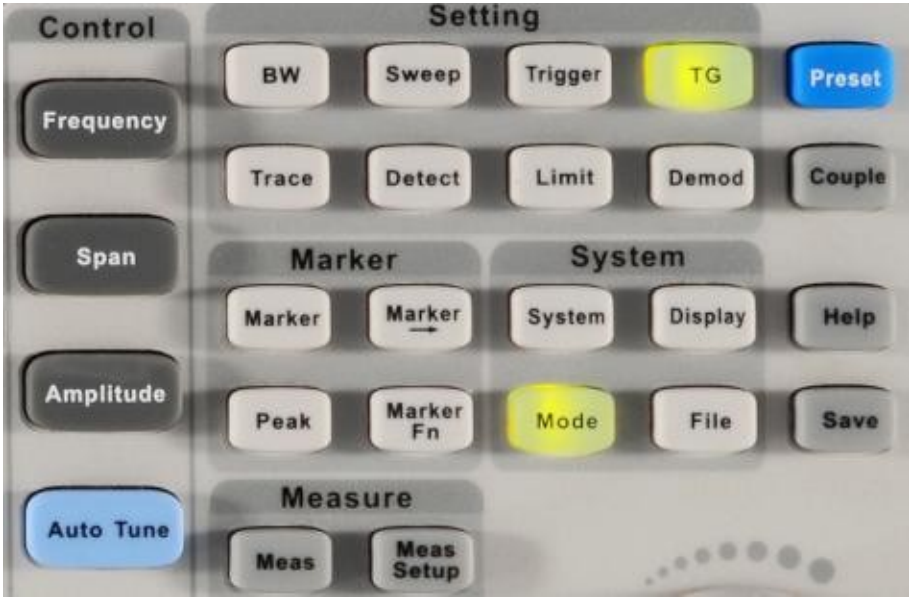 Control
Setting
Frequency
BW
Sweep
Trigger
TG
Preset
Trace
Detect
Limit
Demod
Couple
Span
Marker
System
Marker
Marker
→
System
Display
Help
Amplitude
Peak
Marker
Fn
Mode
File
Save
Auto Tune
Measure
Meas
Meas
Setup